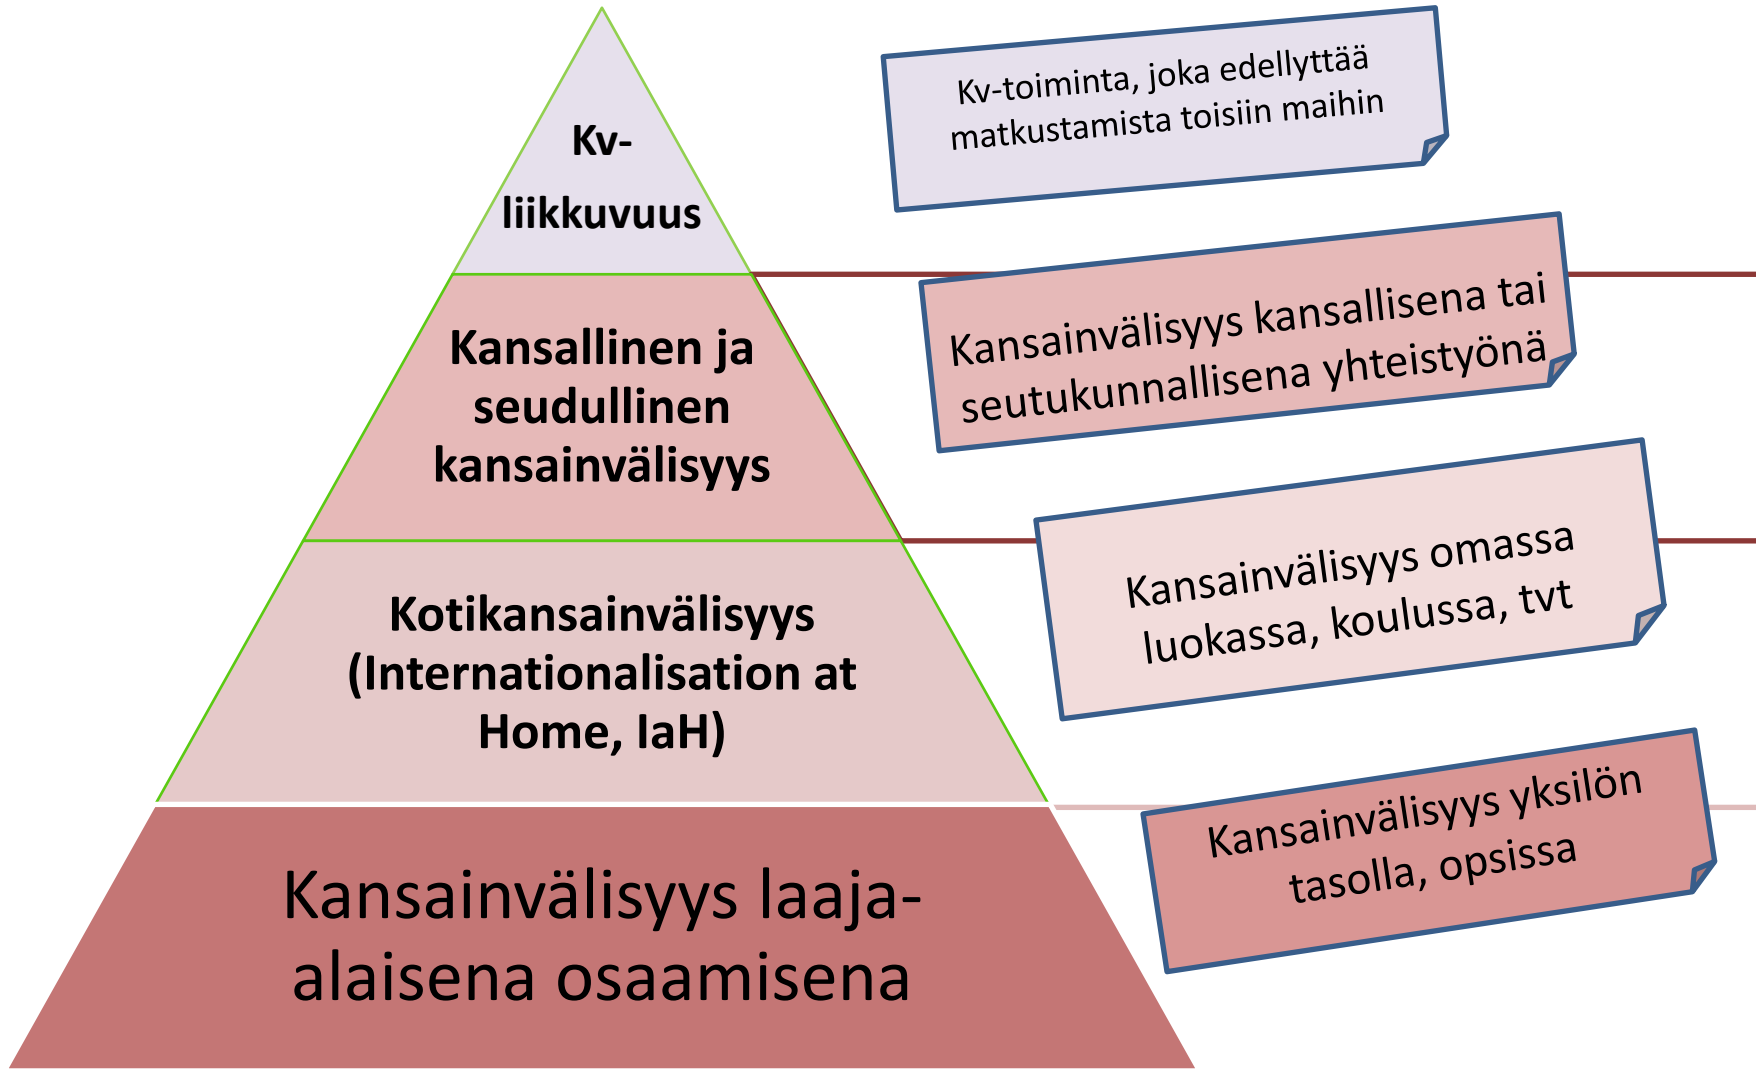 Kv-
liikkuvuus
Kv-toiminta, joka edellyttää
matkustamista toisiin maihin
Kansallinen ja
seudullinen
kansainvälisyys
Kansainvälisyys kansallisena tai
seutukunnallisena yhteistyönä
Kotikansainvälisyys
(Internationalisation at
Home, IaH)
Kansainvälisyys omassa
luokassa, koulussa, tvt
Kansainvälisyys laaja-
alaisena osaamisena
Kansainvälisyys yksilön
tasolla, opsissa